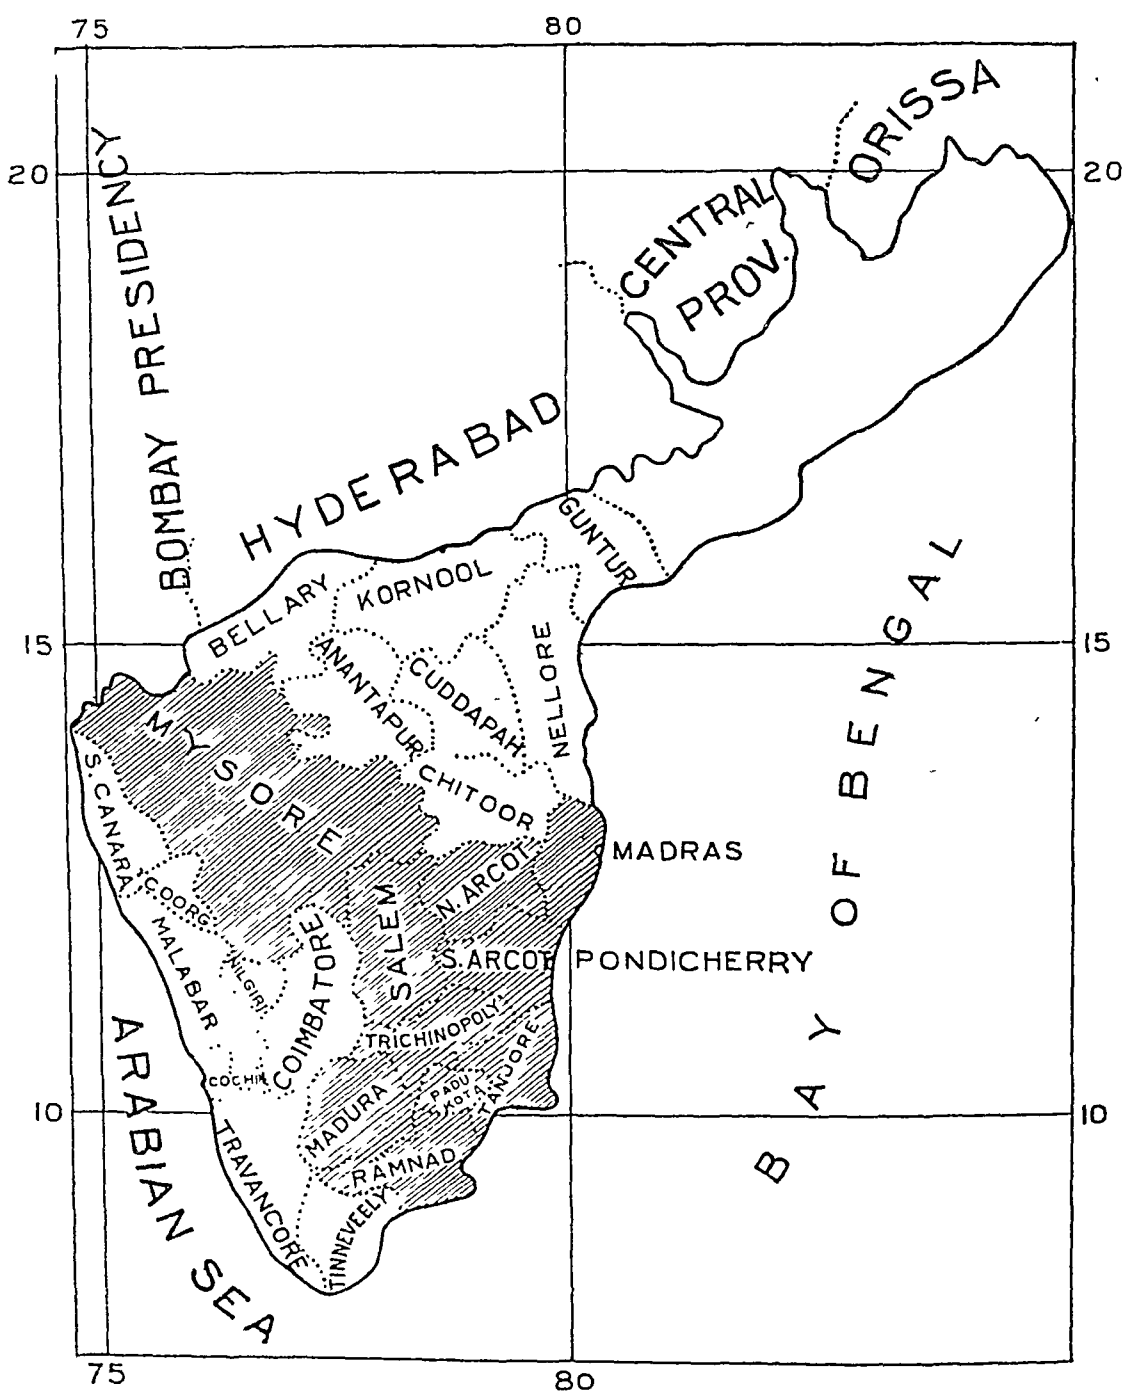 75
80
ORISSA
20
20
CENTRAL
PROV.
BOMBAY PRESIDENCY
HYDERABAD
GUNTUR
KORNOOL
BELLARY
15
15
ANANTAPUR
CUDDAPAH
NELLORE
MYSORE
CHITOOR
S. CANARA
MADRAS
N. ARCOT
COORG
SALEM
MALABAR
COIMBATORE
NILGIRI
S. ARCOT
PONDICHERRY
BAY OF BENGAL
TRICHINOPOLY
TANJORE
COCHIN
PADU
KOTA
MADURA
10
10
ARABIAN SEA
TRAVANCORE
RAMNAD
TINNEVEELY
75
80